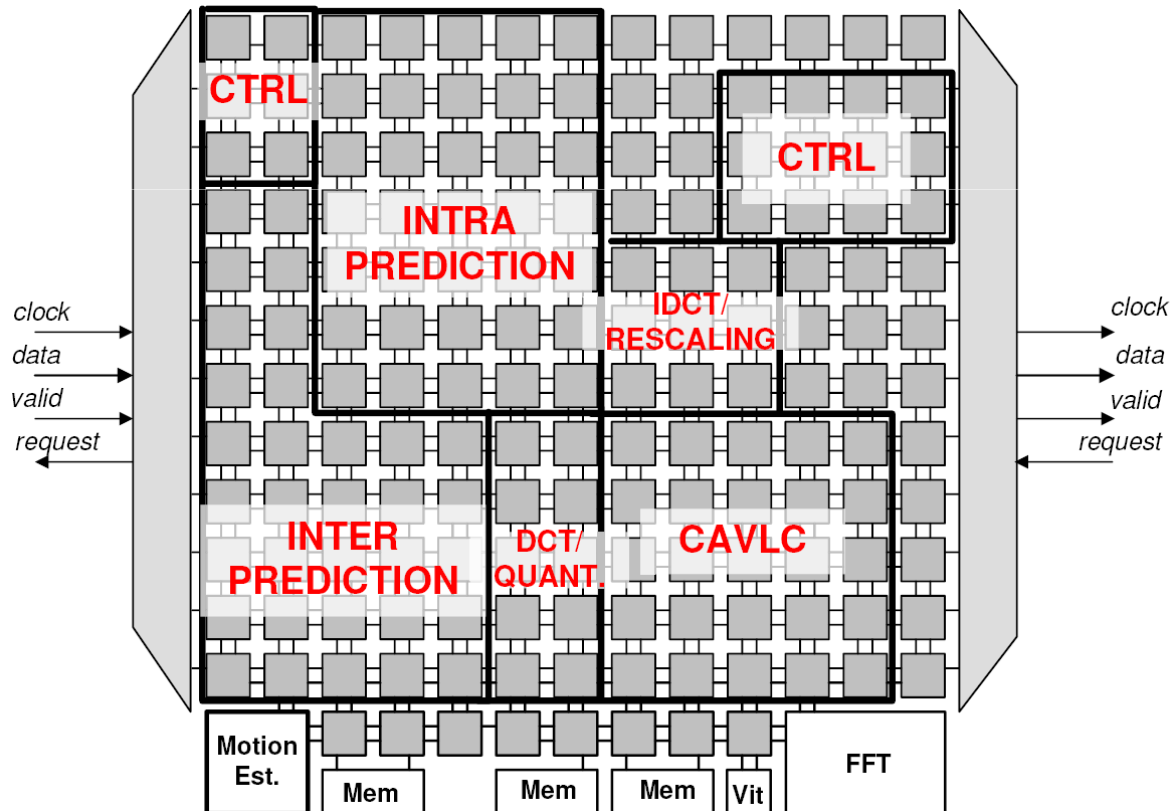 CTRL
CTRL
INTRA
PREDICTION
IDCT/
RESCALING
clock
data
valid
request
clock
data
valid
request
INTER
PREDICTION
DCT/
QUANT.
CAVLC
Motion
Est.
Mem
Mem
Mem
Vit
FFT